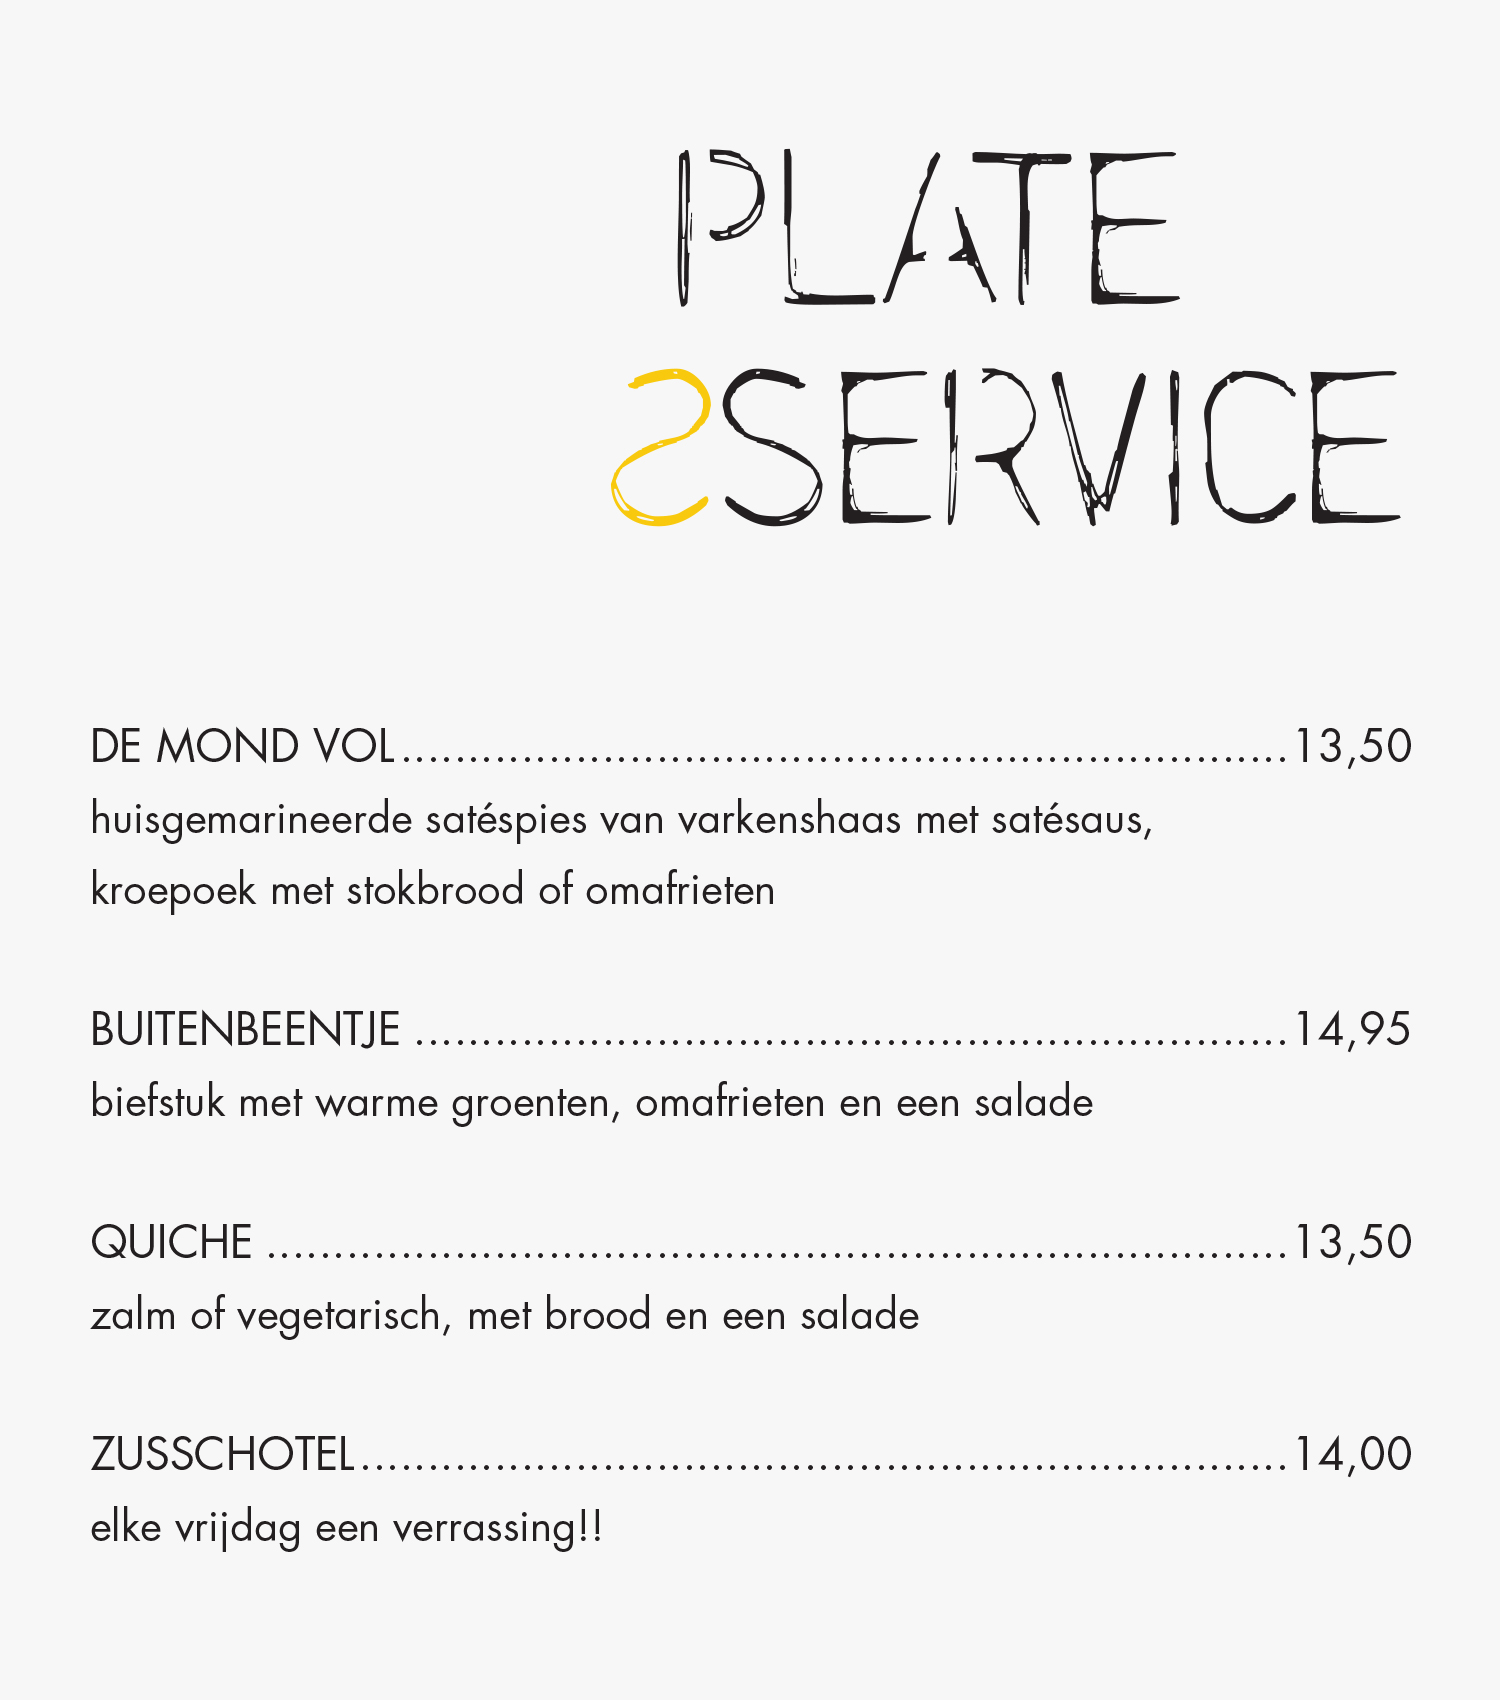 PLATE
SSERVICE
DE MOND VOL.................................................................13,50
huisgemarineerde satéspies van varkenshaas met satésaus,
kroepoek met stokbrood of omafrieten
BUITENBEENTJE ................................................................14,95
biefstuk met warme groenten, omafrieten en een salade
QUICHE ...........................................................................13,50
zalm of vegetarisch, met brood en een salade
ZUSSCHOTEL....................................................................14,00
elke vrijdag een verrassing!!